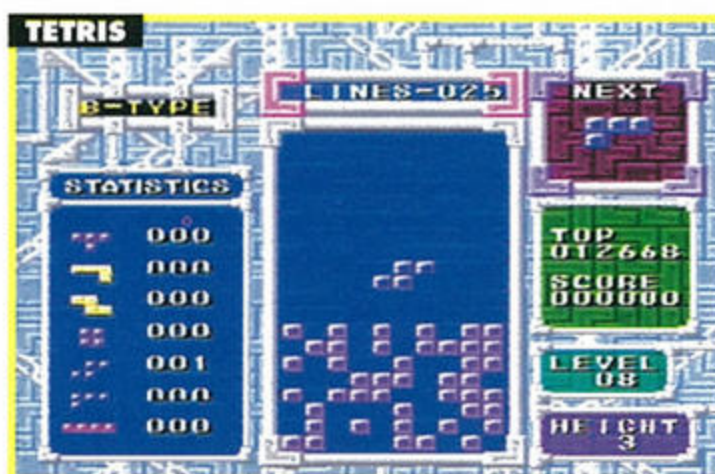 TETRIS
B-TYPE
LINES-025
NEXT
STATISTICS
000
000
000
000
001
000
000
TOP
012668
SCORE
000000
LEVEL
08
HEIGHT
3